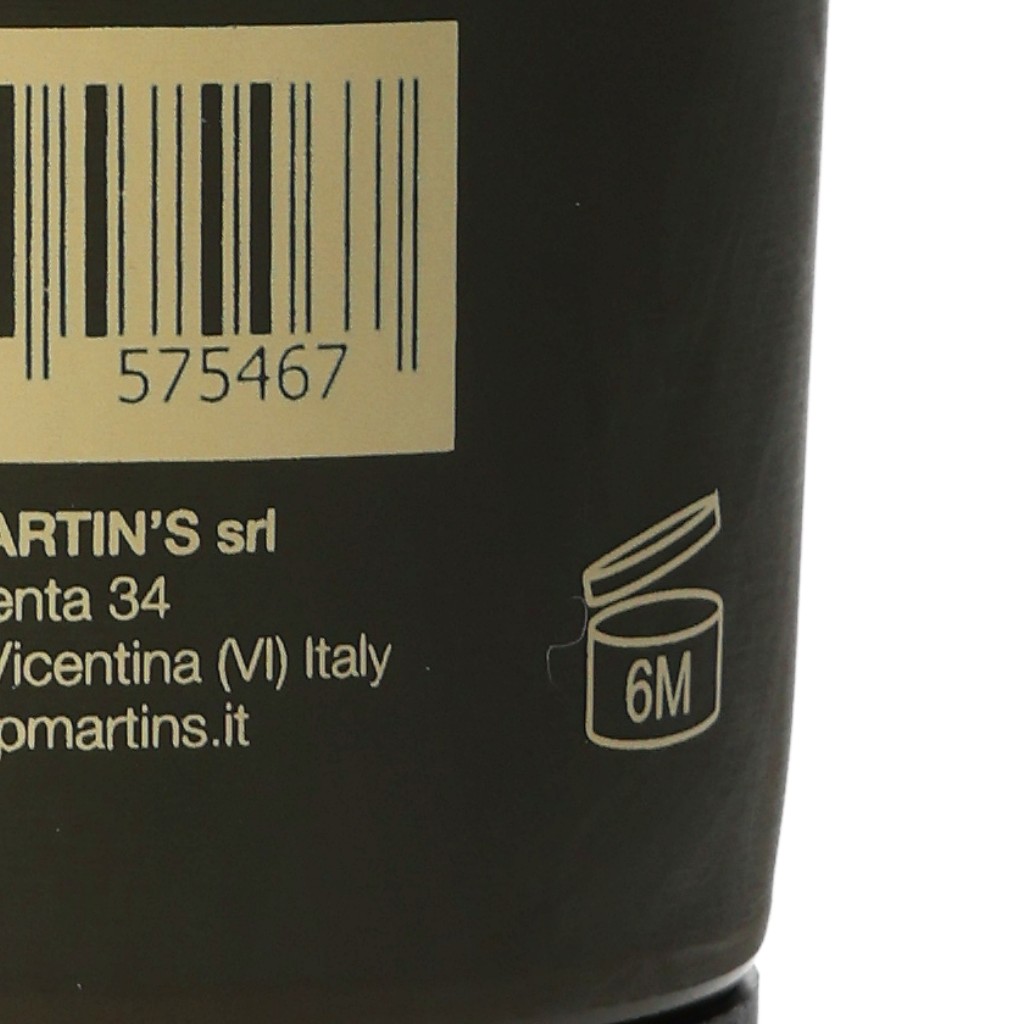 575467
ARTIN'S srl
enta 34
Vicentina (VI) Italy
pmartins.it
6M